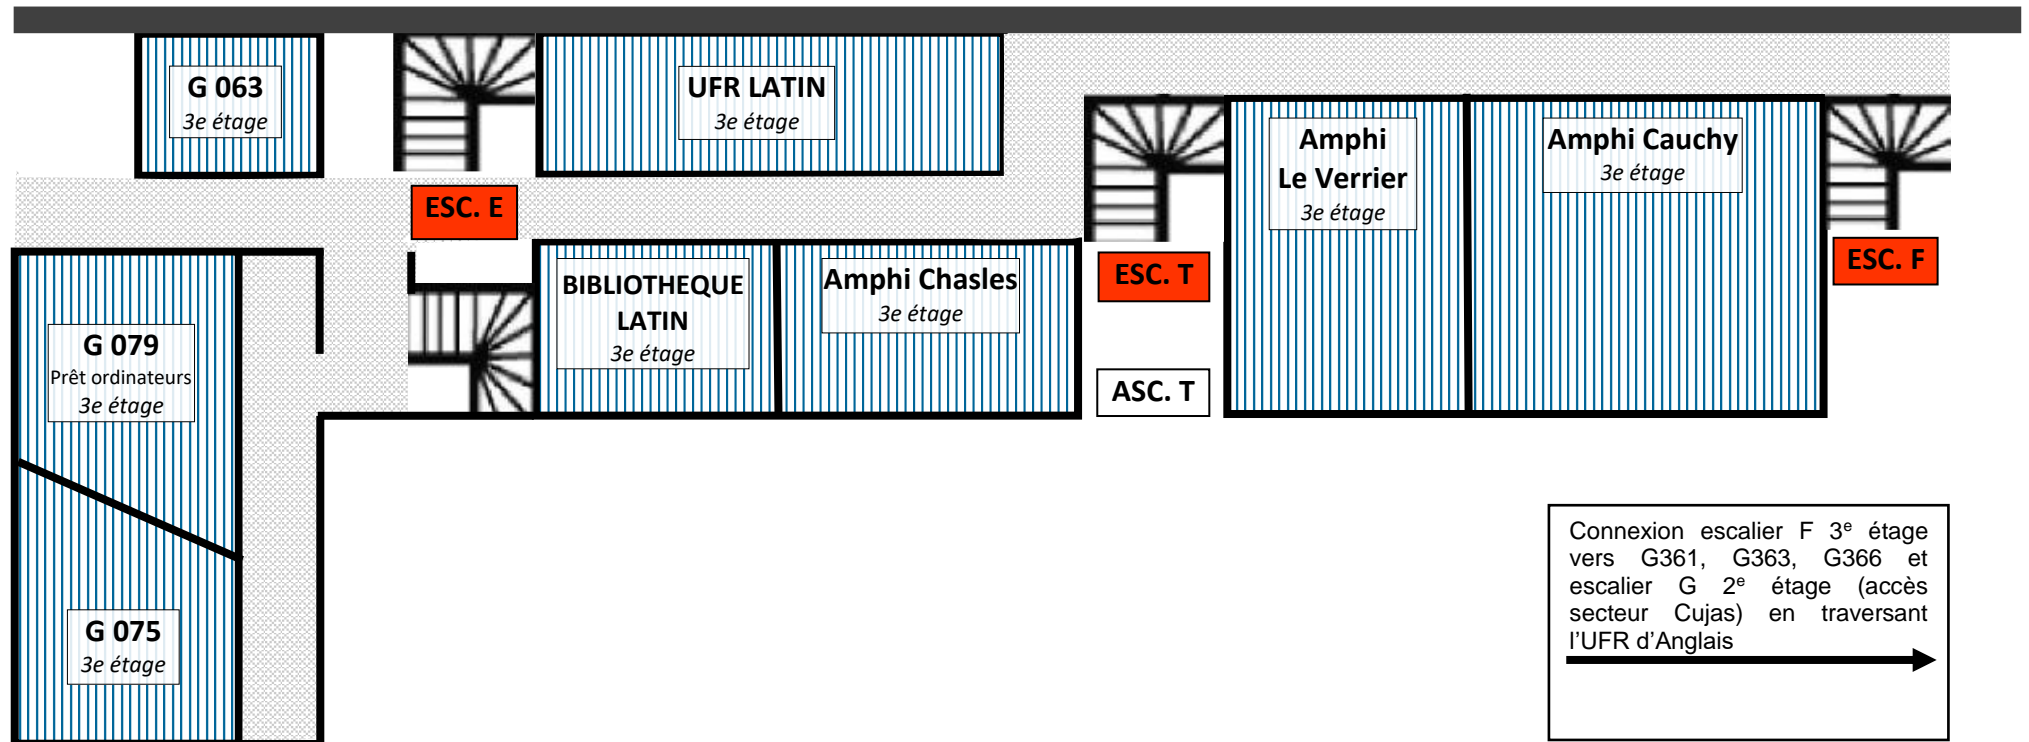 G 063
3e étage
UFR LATIN
3e étage
Amphi
Le Verrier
3e étage
Amphi Cauchy
3e étage
ESC. E
ESC. T
ESC. F
BIBLIOTHEQUE
LATIN
3e étage
Amphi Chasles
3e étage
ASC. T
G 079
Prêt ordinateurs
3e étage
G 075
3e étage
Connexion escalier F 3e étage
vers G361, G363, G366 et
escalier G 2e étage (accès
secteur Cujas) en traversant
l’UFR d’Anglais